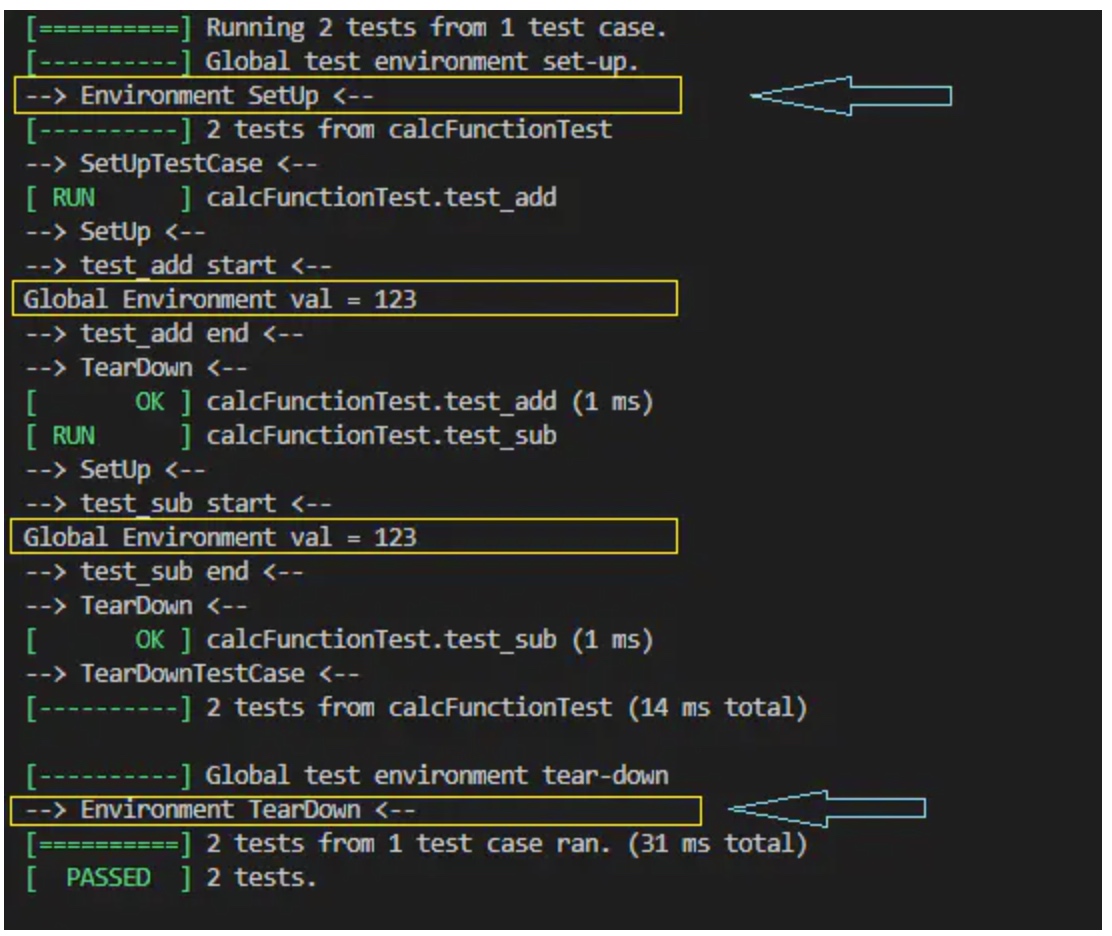 [==========] Running 2 tests from 1 test case.
[----------] Global test environment set-up.
--> Environment SetUp <--
[----------] 2 tests from calcFunctionTest
--> SetUpTestCase <--
[ RUN      ] calcFunctionTest.test_add
--> SetUp <--
--> test_add start <--
Global Environment val = 123
--> test_add end <--
--> TearDown <--
[       OK ] calcFunctionTest.test_add (1 ms)
[ RUN      ] calcFunctionTest.test_sub
--> SetUp <--
--> test_sub start <--
Global Environment val = 123
--> test_sub end <--
--> TearDown <--
[       OK ] calcFunctionTest.test_sub (1 ms)
--> TearDownTestCase <--
[----------] 2 tests from calcFunctionTest (14 ms total)
[----------] Global test environment tear-down
--> Environment TearDown <--
[==========] 2 tests from 1 test case ran. (31 ms total)
[  PASSED  ] 2 tests.